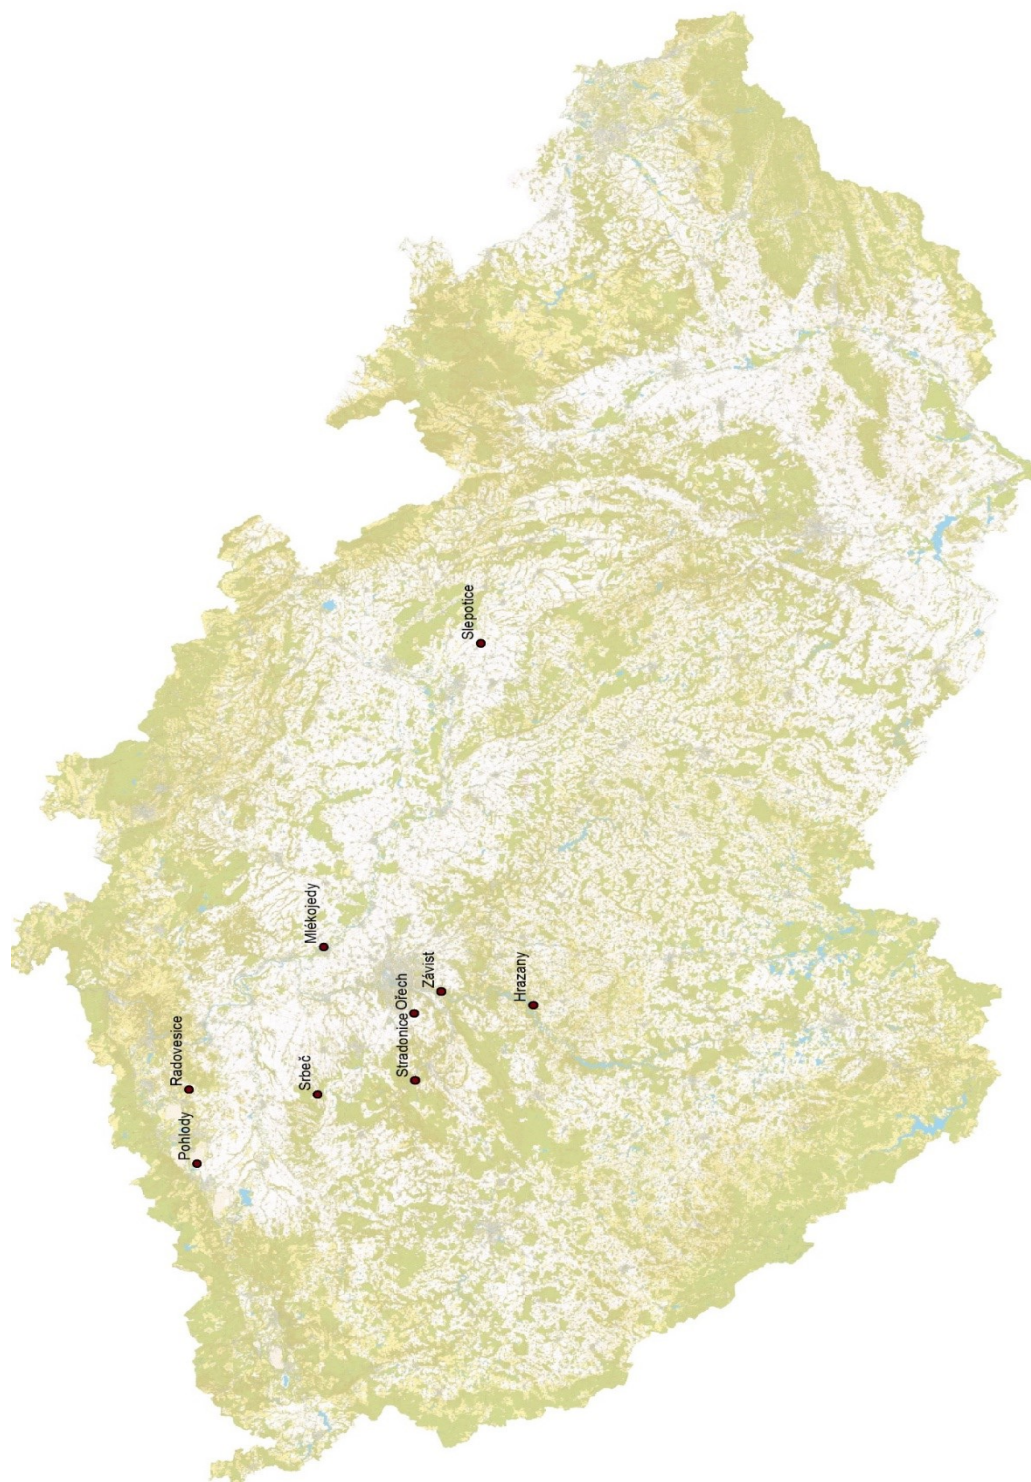 Radovesice
Pohlody
Srbeč
Mlékojedy
Stradonice
Ořech
Závist
Slepotice
Hrazany